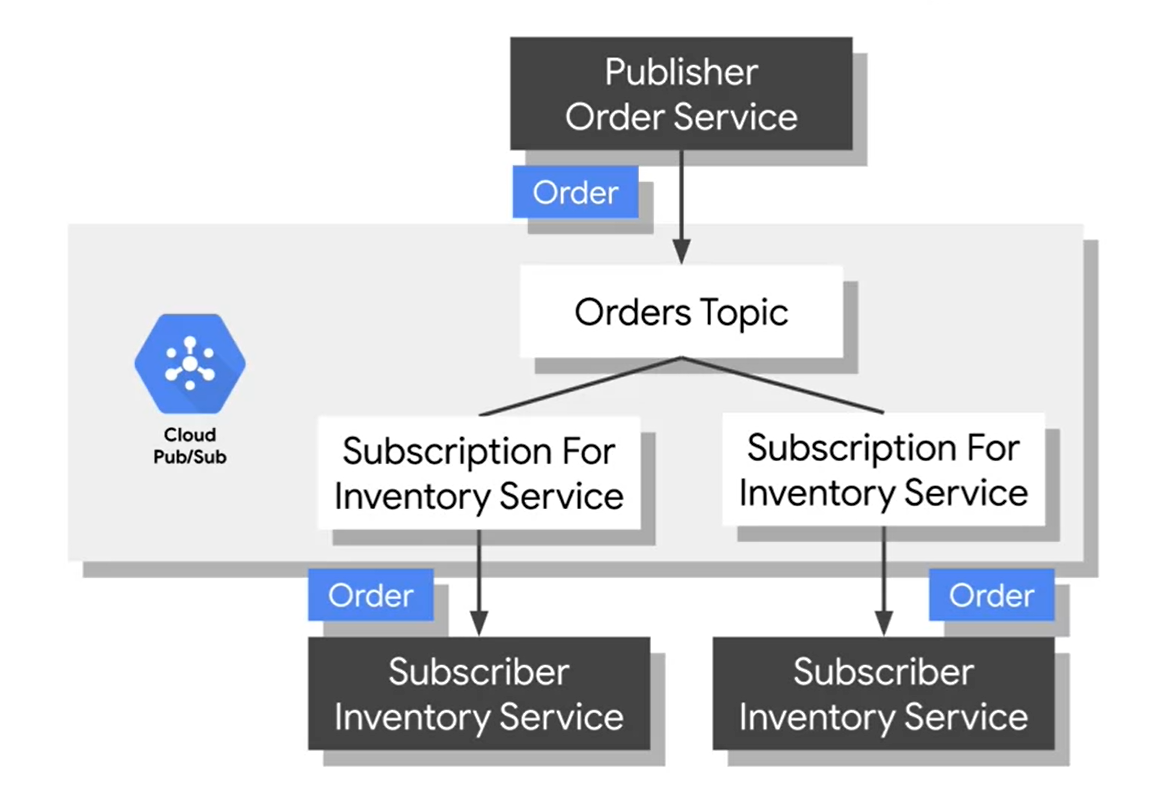 Publisher
Order Service
Order
Orders Topic
Cloud
Pub/Sub
Subscription For
Inventory Service
Subscription For
Inventory Service
Order
Order
Subscriber
Inventory Service
Subscriber
Inventory Service